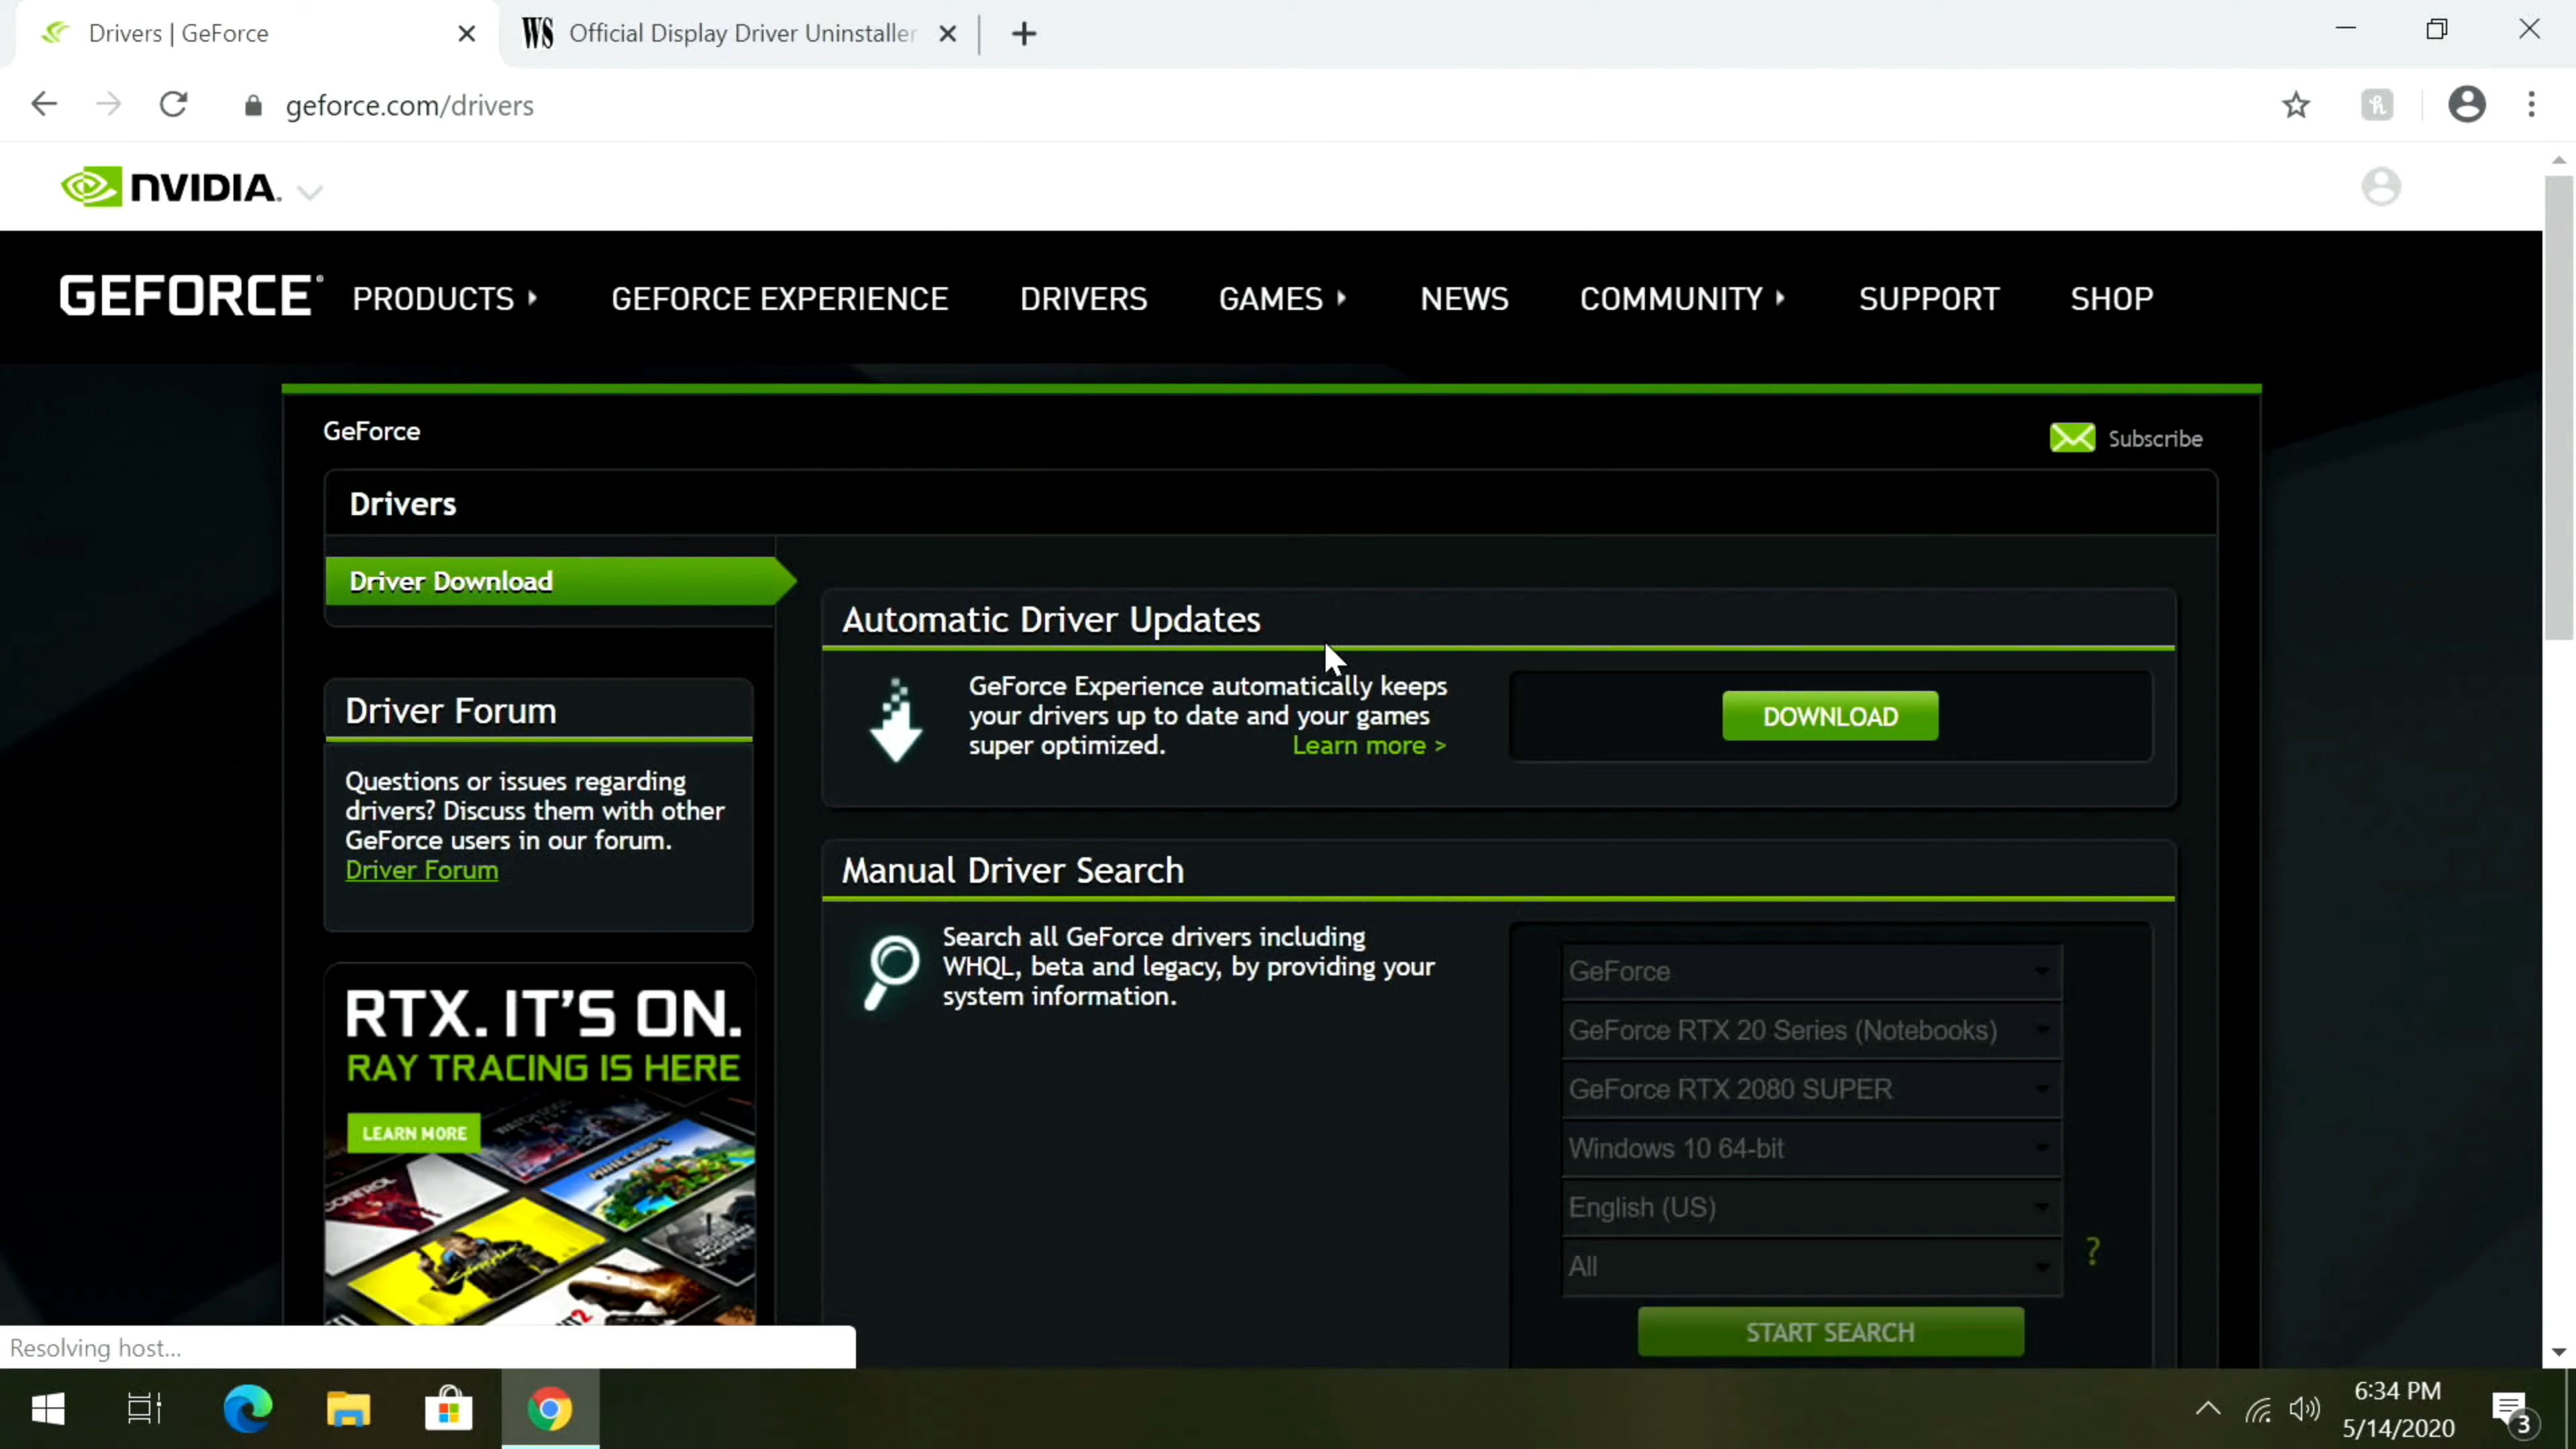 Drivers | GeForce
Official Display Driver Uninstaller
geforce.com/drivers
NVIDIA.
GEFORCE®
PRODUCTS
GEFORCE EXPERIENCE
DRIVERS
GAMES
NEWS
COMMUNITY
SUPPORT
SHOP
GeForce
Subscribe
Drivers
Driver Download
Automatic Driver Updates
GeForce Experience automatically keeps
your drivers up to date and your games
super optimized. Learn more >
DOWNLOAD
Driver Forum
Questions or issues regarding
drivers? Discuss them with other
GeForce users in our forum.
Driver Forum
Manual Driver Search
Search all GeForce drivers including
WHQL, beta and legacy, by providing your
system information.
GeForce
GeForce RTX 20 Series (Notebooks)
GeForce RTX 2080 SUPER
Windows 10 64-bit
English (US)
All
?
START SEARCH
RTX. IT'S ON.
RAY TRACING IS HERE
LEARN MORE
MINECRAFT
CONTROL
Resolving host...
6:34 PM
5/14/2020
3